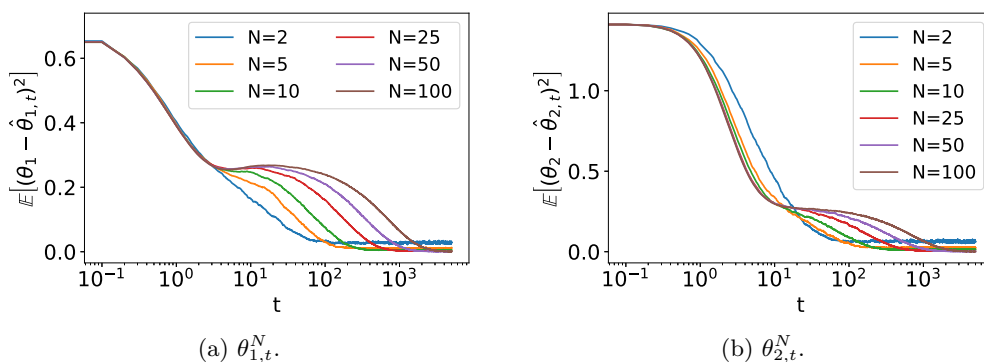 𝔼[(θ₁ − θ̂₁,ₜ)²]
0.6
0.4
0.2
0.0
N=2 N=25
N=5 N=50
N=10 N=100
10⁻¹ 10⁰ 10¹ 10² 10³
t
(a) θᴺ₁,ₜ.
𝔼[(θ₂ − θ̂₂,ₜ)²]
1.0
0.5
0.0
N=2
N=5
N=10
N=25
N=50
N=100
10⁻¹ 10⁰ 10¹ 10² 10³
t
(b) θᴺ₂,ₜ.